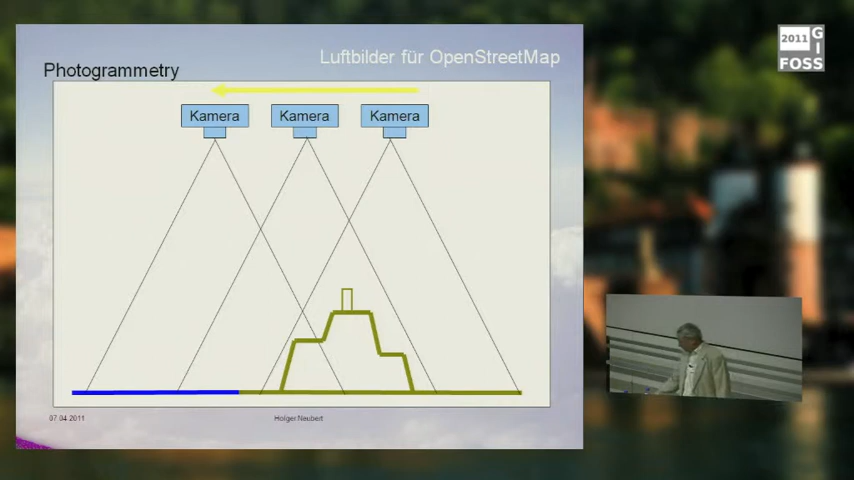 Luftbilder für OpenStreetMap
Photogrammetry
Kamera Kamera Kamera
07.04.2011
Holger Neubert
2011 G
I
FOSS